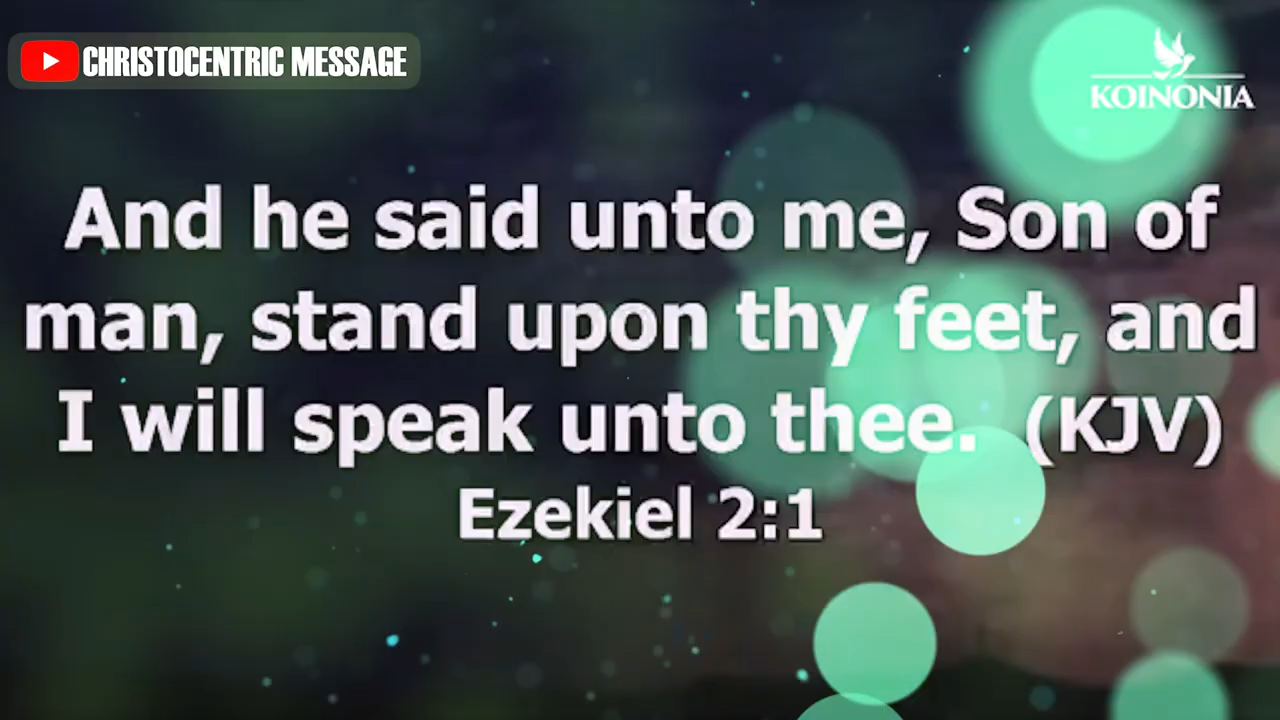 CHRISTOCENTRIC MESSAGE
KOINONIA
And he said unto me, Son of
man, stand upon thy feet, and
I will speak unto thee. (KJV)
Ezekiel 2:1